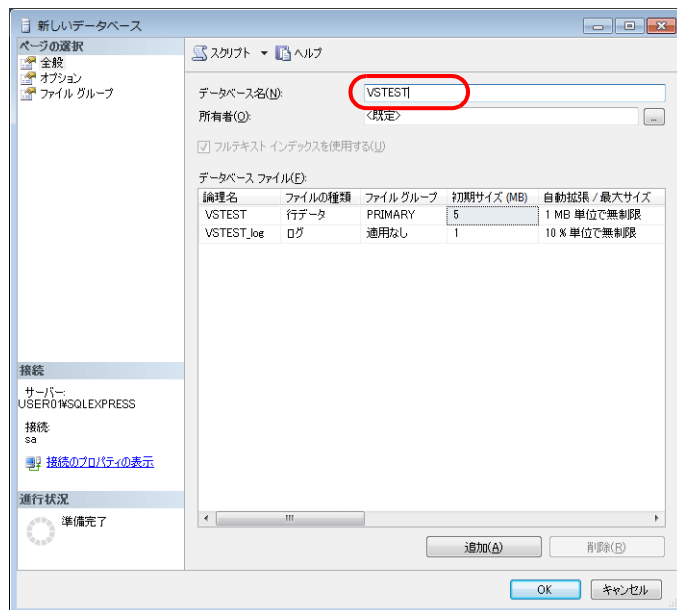 新しいデータベース
ページの選択
全般
オプション
ファイル グループ
スクリプト ヘルプ
データベース名(N): VSTEST
所有者(O): <既定> ...
フルテキスト インデックスを使用する(U)
データベース ファイル(F):
論理名 ファイルの種類 ファイル グループ 初期サイズ (MB) 自動拡張 / 最大サイズ
VSTEST 行データ PRIMARY 5 1 MB 単位で無制限
VSTEST_log ログ 適用なし 1 10 % 単位で無制限
接続
サーバー:
USER01¥SQLEXPRESS
接続:
sa
接続のプロパティの表示
進行状況
準備完了
追加(A) 削除(R)
OK キャンセル